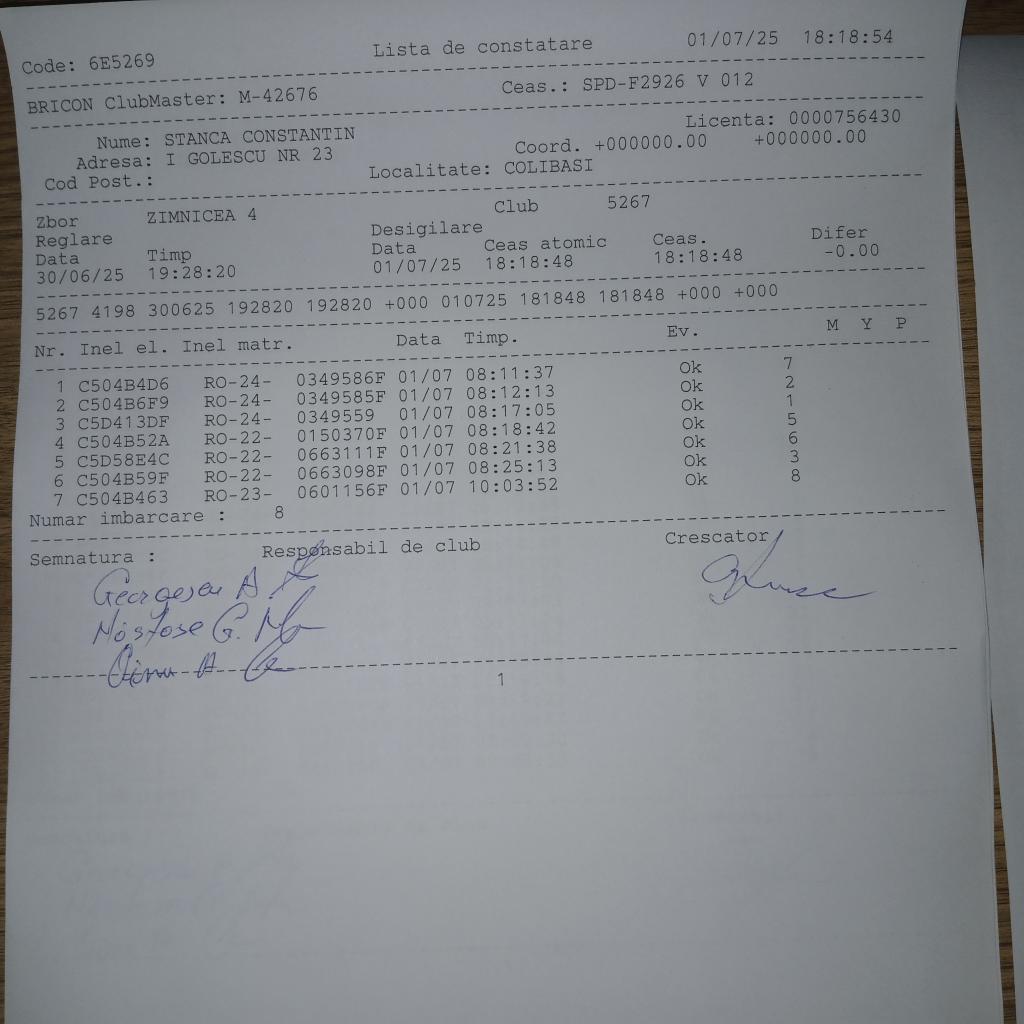 Code: 6E5269 Lista de constatare 01/07/25 18:18:54
BRICON ClubMaster: M-42676 Ceas.: SPD-F2926 V 012
Nume: STANCA CONSTANTIN Licenta: 0000756430
Adresa: I GOLESCU NR 23 Coord. +000000.00 +000000.00
Cod Post.: Localitate: COLIBASI
Zbor ZIMNICEA 4 Club 5267
Reglare Desigilare
Data Timp Data Ceas atomic Ceas. Difer
30/06/25 19:28:20 01/07/25 18:18:48 18:18:48 -0.00
5267 4198 300625 192820 192820 +000 010725 181848 181848 +000 +000
Nr. Inel el. Inel matr. Data Timp. Ev. M Y P
1 C504B4D6 RO-24- 0349586F 01/07 08:11:37 Ok 7
2 C504B6F9 RO-24- 0349585F 01/07 08:12:13 Ok 2
3 C5D413DF RO-24- 0349559 01/07 08:17:05 Ok 1
4 C504B52A RO-22- 0150370F 01/07 08:18:42 Ok 5
5 C5D58E4C RO-22- 0663111F 01/07 08:21:38 Ok 6
6 C504B59F RO-22- 0663098F 01/07 08:25:13 Ok 3
7 C504B463 RO-23- 0601156F 01/07 10:03:52 Ok 8
Numar imbarcare : 8
Semnatura : Responsabil de club Crescator
Georgescu A.
G.
A
1